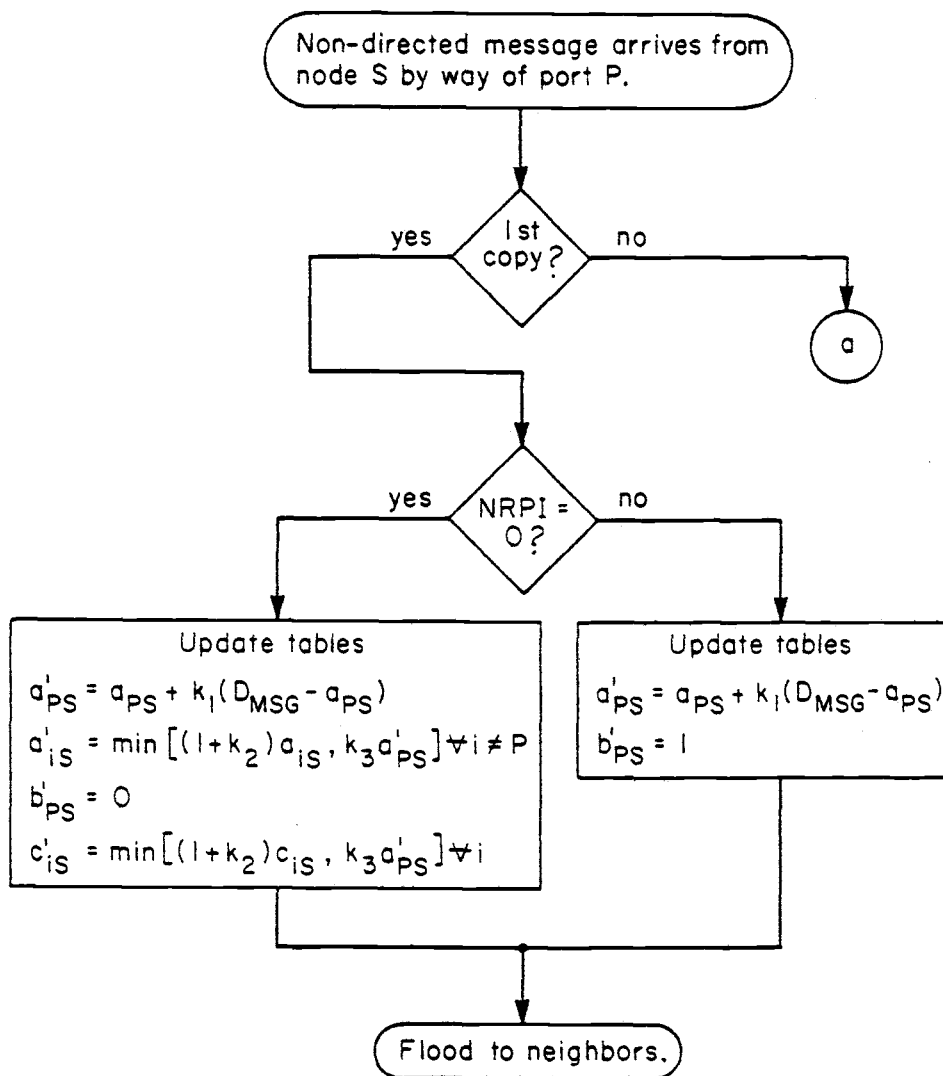 Non-directed message arrives from
node S by way of port P.
yes
1st
copy?
no
a
yes
NRPI =
0?
no
Update tables
a'PS = aPS + k1(DMSG - aPS)
a'iS = min[(1+k2)aiS, k3a'PS]∀i ≠ P
b'PS = 0
c'iS = min[(1+k2)ciS, k3a'PS]∀i
Update tables
a'PS = aPS + k1(DMSG - aPS)
b'PS = 1
Flood to neighbors.